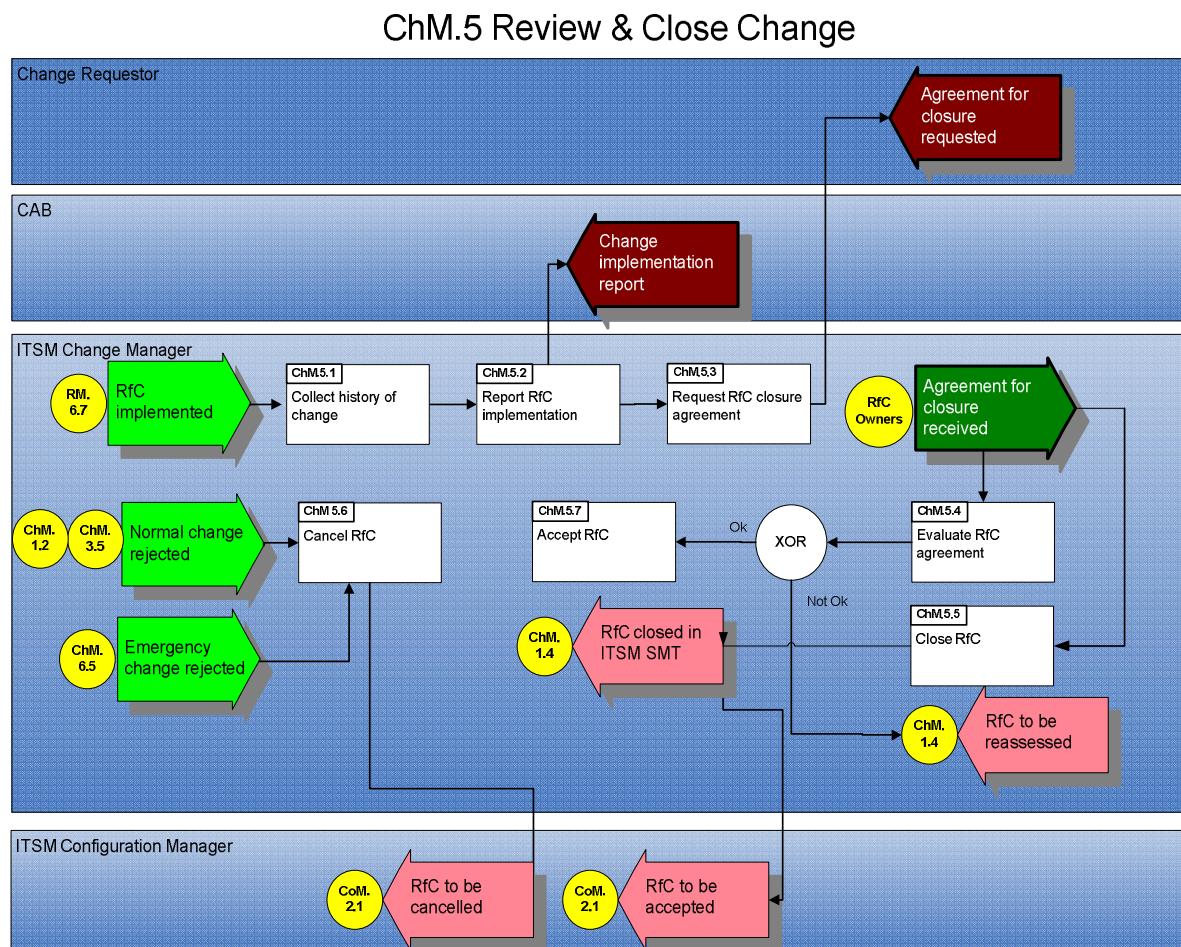 ChM.5 Review & Close Change
Change Requestor
Agreement for
closure
requested
CAB
Change
implementation
report
ITSM Change Manager
RM.
6.7
RfC
implemented
ChM.5.1
Collect history of
change
ChM.5.2
Report RfC
implementation
ChM.5,3
Request RfC closure
agreement
RfC
Owners
Agreement for
closure
received
ChM.
1.2
ChM.
3.5
Normal change
rejected
ChM 5.6
Cancel RfC
ChM.5.7
Accept RfC
Ok
XOR
ChM.5.4
Evaluate RfC
agreement
Not Ok
ChM.
6.5
Emergency
change rejected
ChM.
1.4
RfC closed in
ITSM SMT
ChM,5,5
Close RfC
ChM.
1.4
RfC to be
reassessed
ITSM Configuration Manager
CoM.
2,1
RfC to be
cancelled
CoM.
2,1
RfC to be
accepted